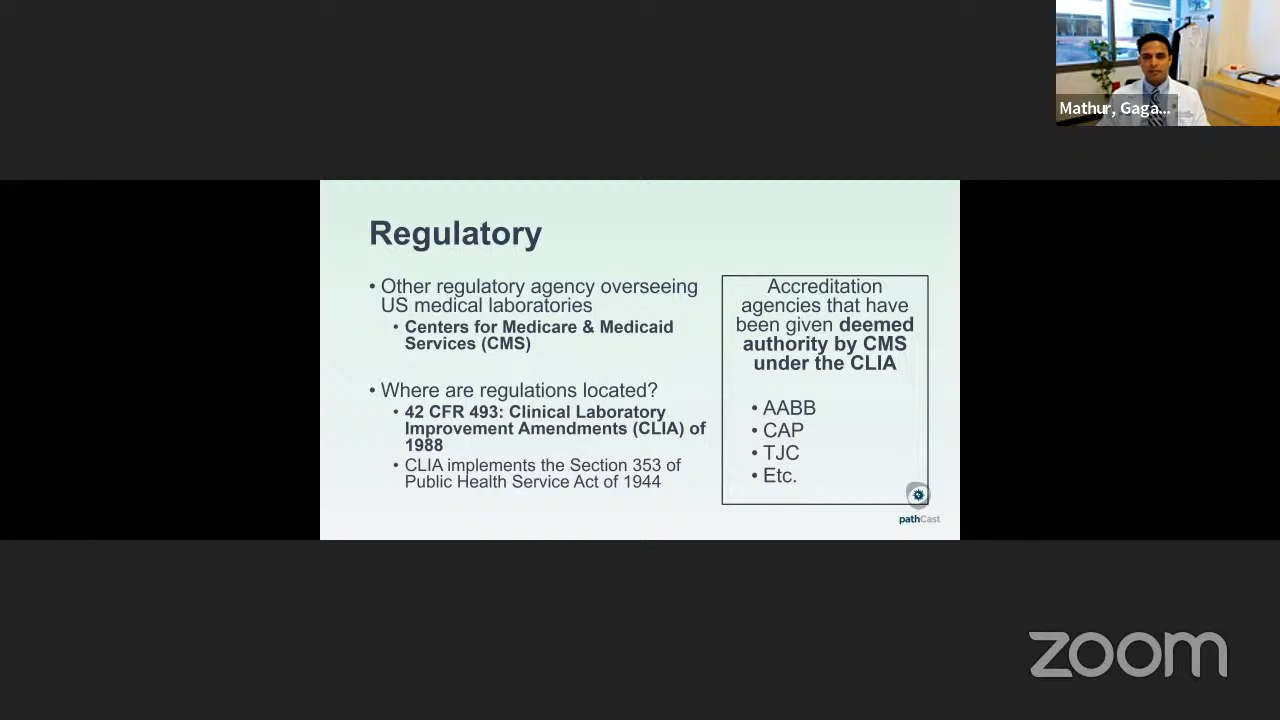 Mathur, Gaga...
Regulatory
• Other regulatory agency overseeing
US medical laboratories
• Centers for Medicare & Medicaid
Services (CMS)
• Where are regulations located?
• 42 CFR 493: Clinical Laboratory
Improvement Amendments (CLIA) of
1988
• CLIA implements the Section 353 of
Public Health Service Act of 1944
Accreditation
agencies that have
been given deemed
authority by CMS
under the CLIA
• AABB
• CAP
• TJC
• Etc.
pathCast
zoom